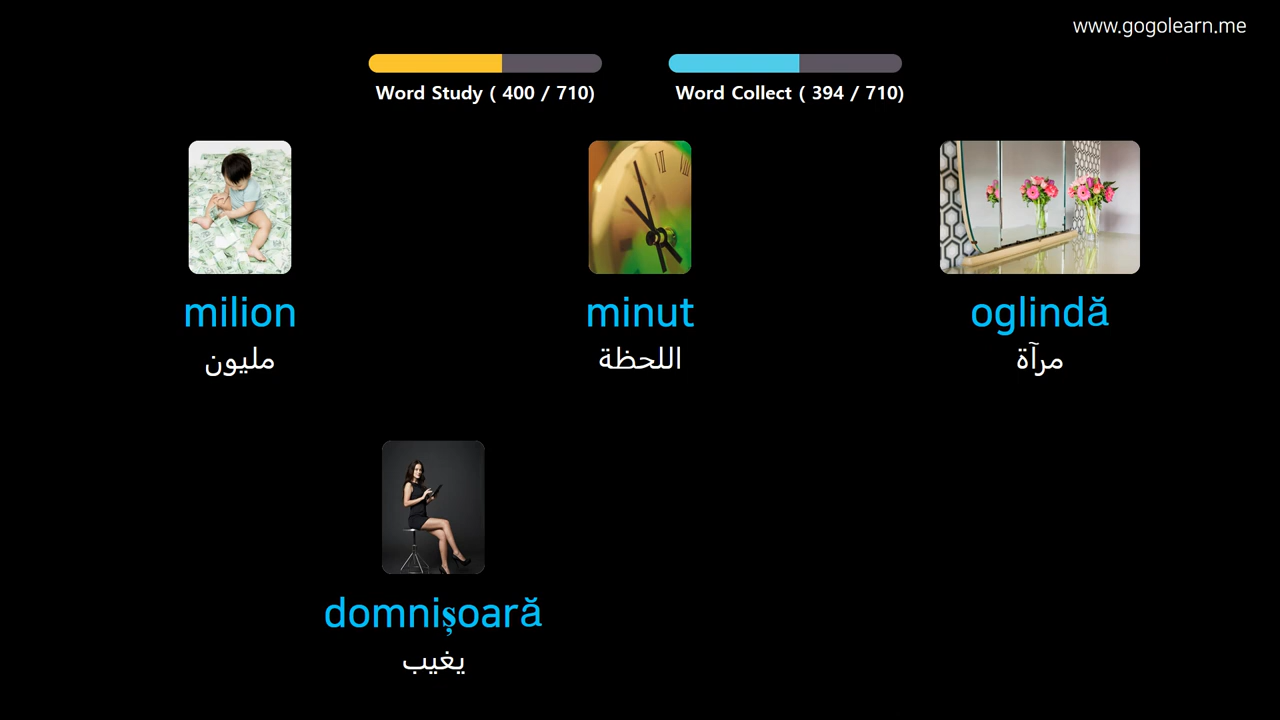 www.gogolearn.me
Word Study ( 400 / 710)
Word Collect ( 394 / 710)
milion
مليون
minut
اللحظة
oglindă
مرآة
domnișoară
يغيب